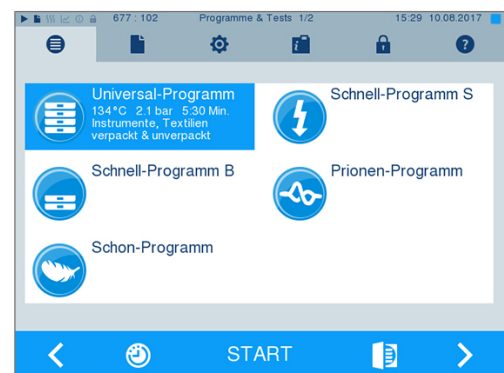 677 : 102 Programme & Tests 1/2 15:29 10.08.2017
Universal-Programm
134°C 2.1 bar 5:30 Min.
Instrumente, Textilien
verpackt & unverpackt
Schnell-Programm S
Schnell-Programm B
Prionen-Programm
Schon-Programm
START